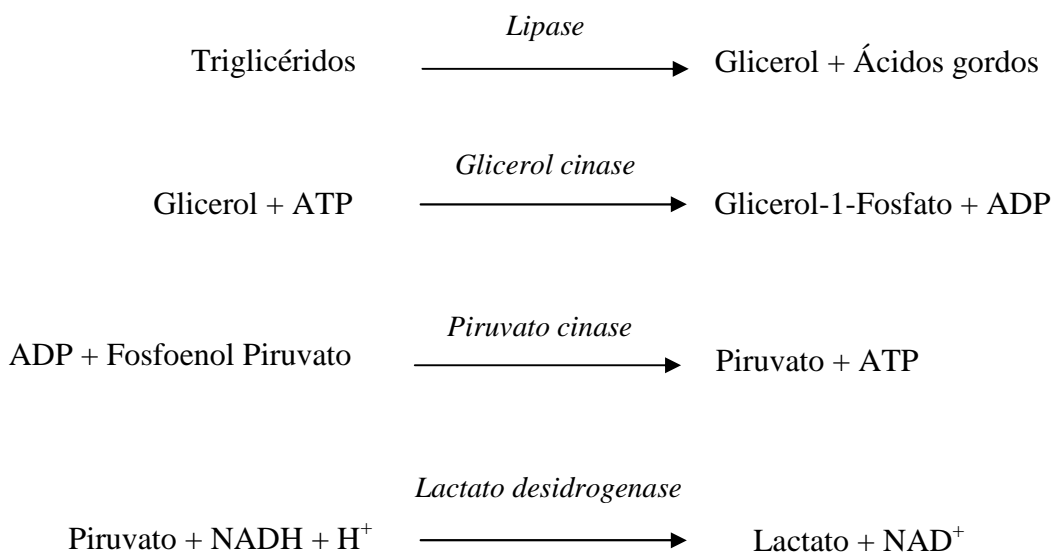 Lipase
Triglicéridos Glicerol + Ácidos gordos
Glicerol cinase
Glicerol + ATP Glicerol-1-Fosfato + ADP
Piruvato cinase
ADP + Fosfoenol Piruvato Piruvato + ATP
Lactato desidrogenase
Piruvato + NADH + H⁺ Lactato + NAD⁺